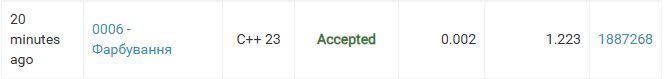 20
minutes
ago
0006 -
Фарбування
C++ 23
Accepted
0.002
1.223
1887268